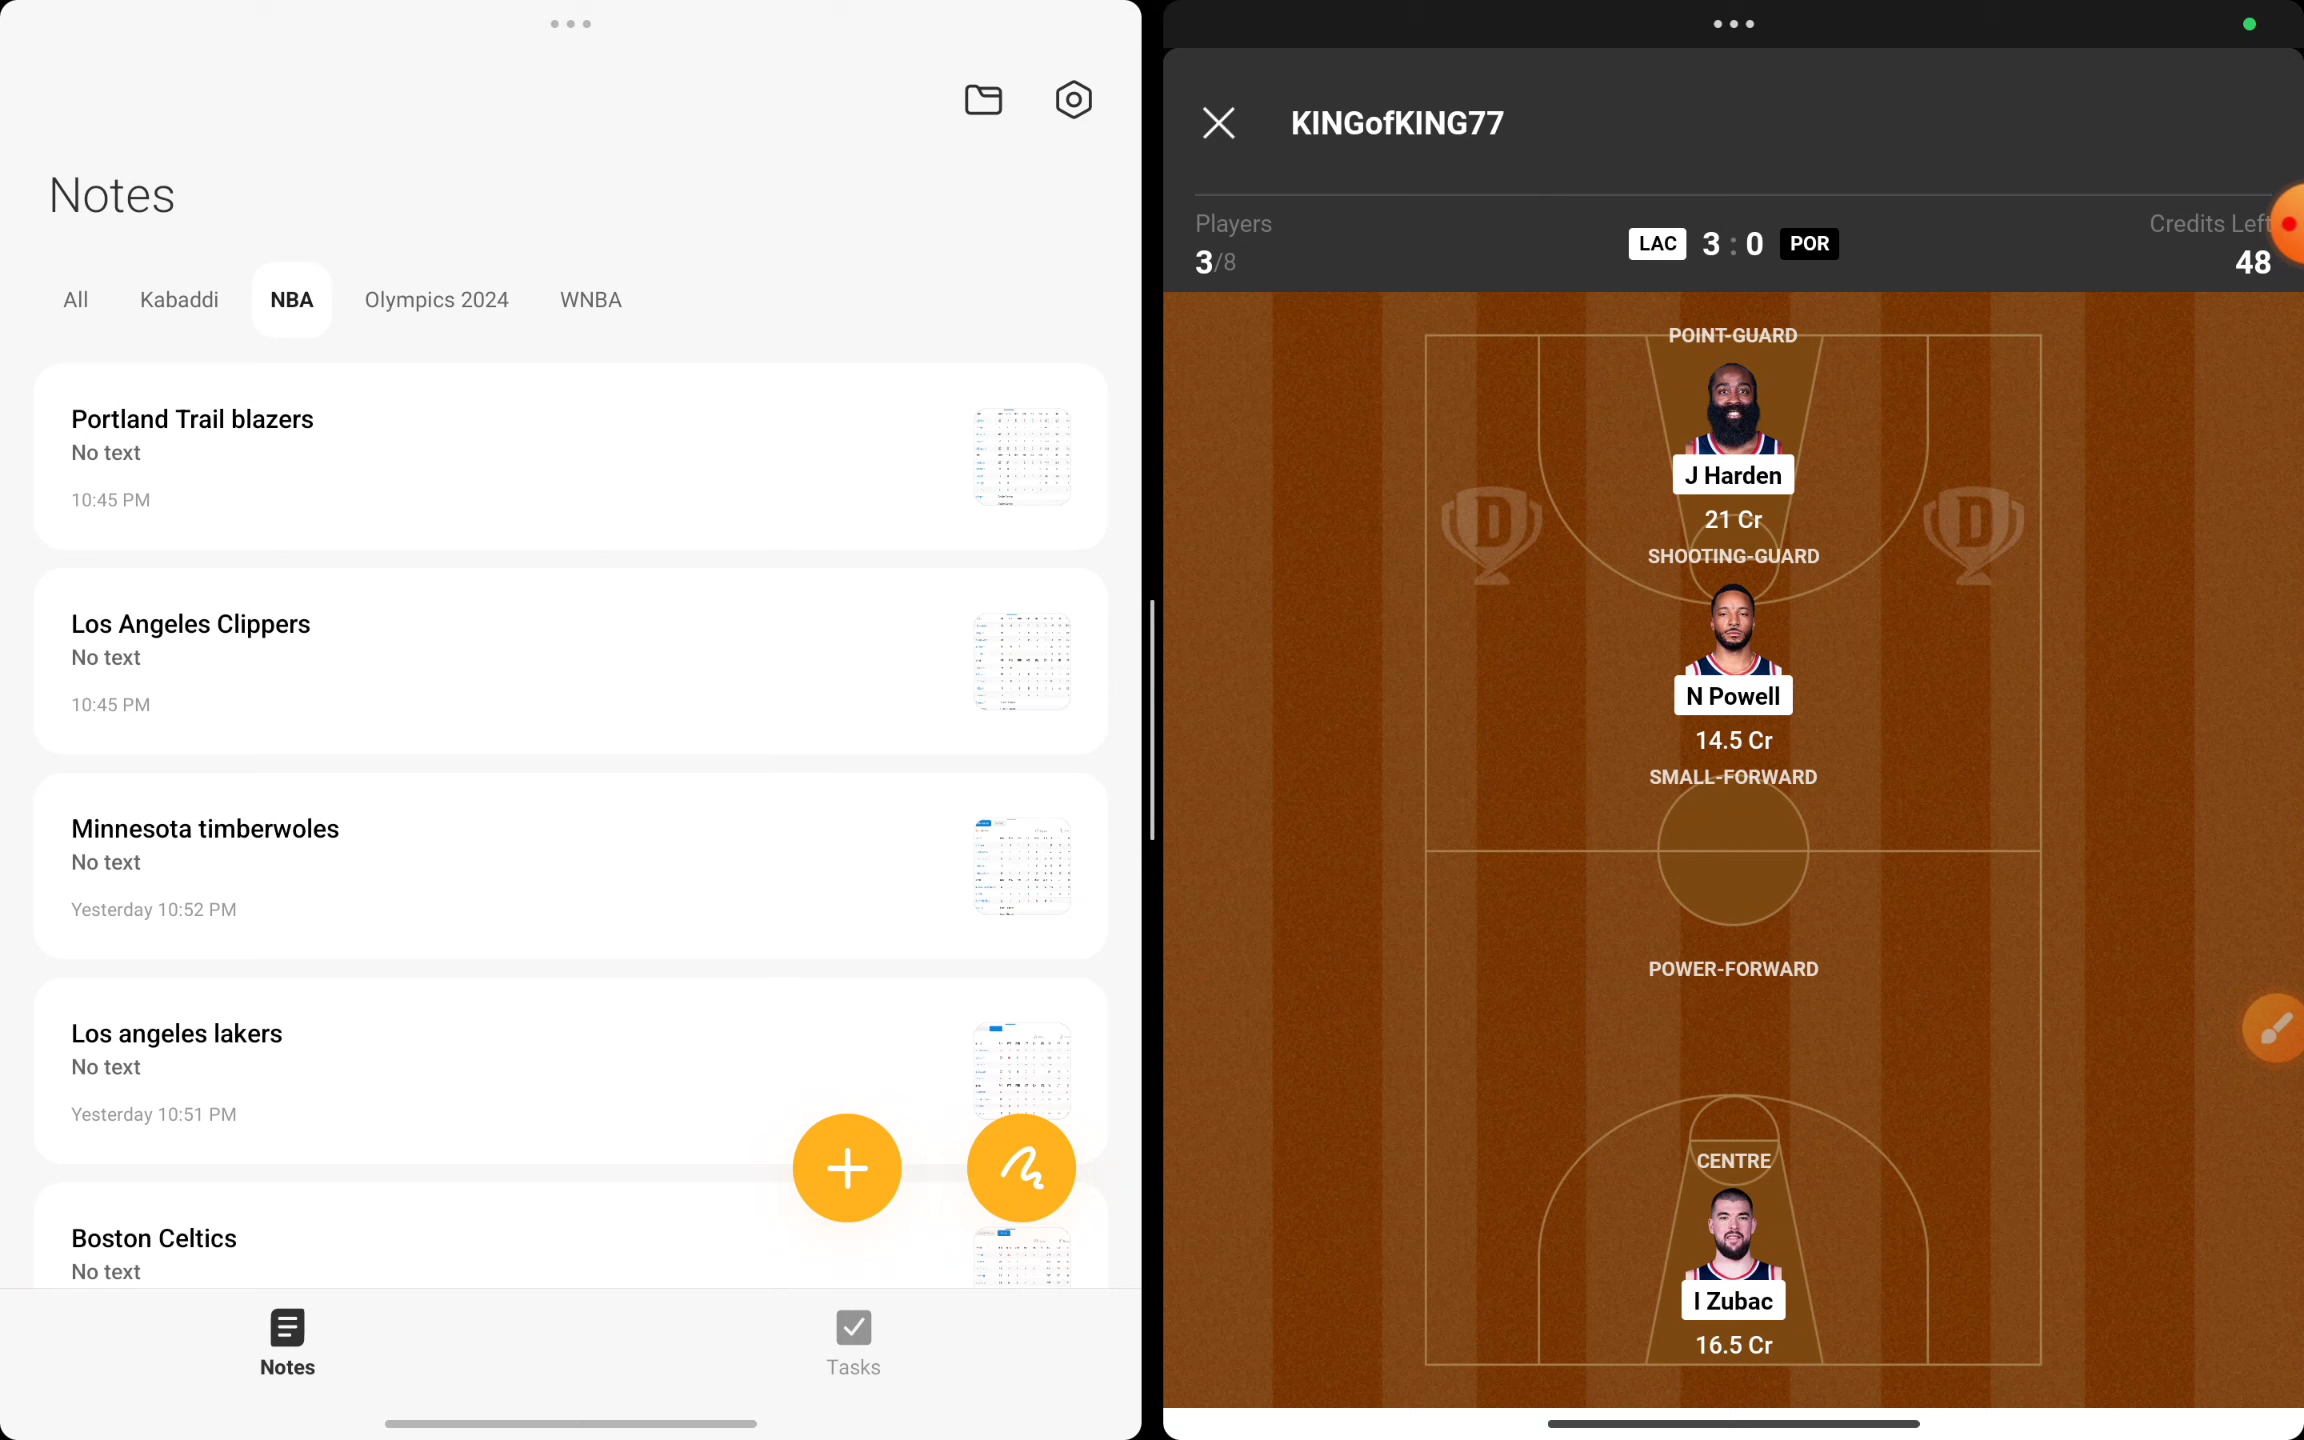 Notes
All Kabaddi NBA Olympics 2024 WNBA
Portland Trail blazers
No text
10:45 PM
Los Angeles Clippers
No text
10:45 PM
Minnesota timberwoles
No text
Yesterday 10:52 PM
Los angeles lakers
No text
Yesterday 10:51 PM
Boston Celtics
No text
Notes
Tasks
KINGofKING77
Players
3/8
LAC 3 : 0 POR
Credits Left
48
POINT-GUARD
J Harden
21 Cr
D D
SHOOTING-GUARD
N Powell
14.5 Cr
SMALL-FORWARD
POWER-FORWARD
CENTRE
I Zubac
16.5 Cr